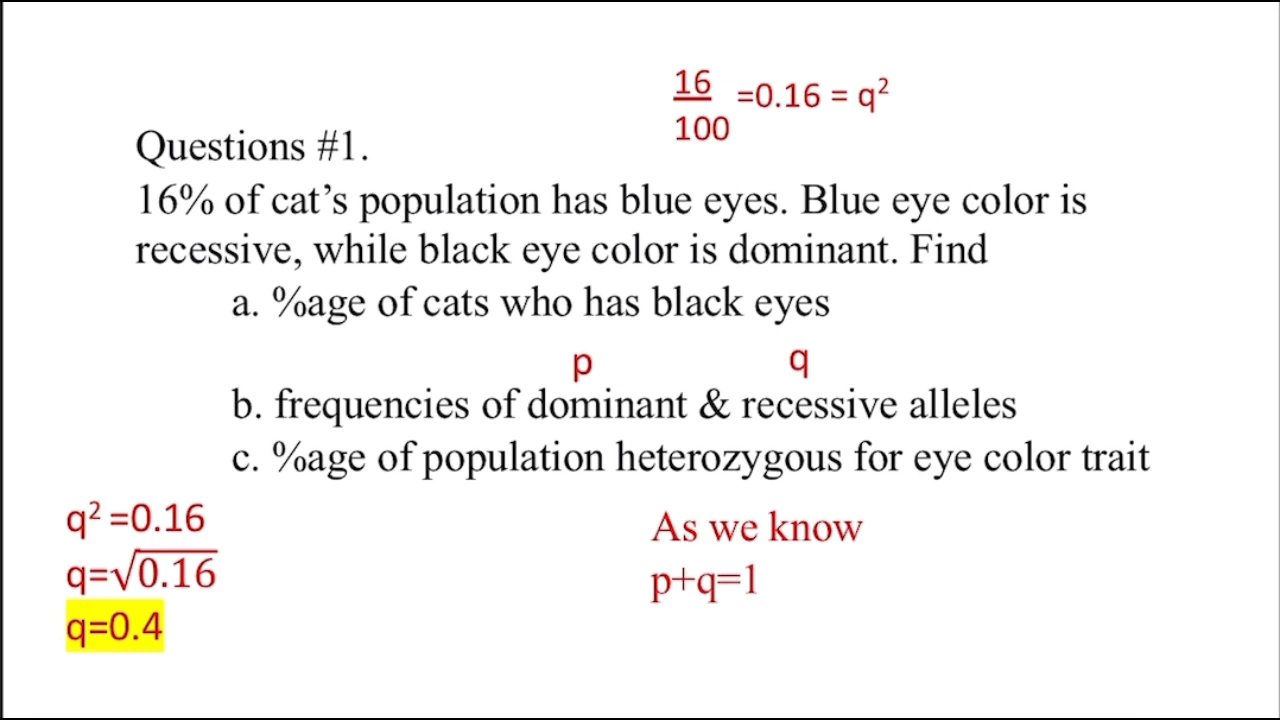 16/100 =0.16 = q²
Questions #1.
16% of cat’s population has blue eyes. Blue eye color is
recessive, while black eye color is dominant. Find
a. %age of cats who has black eyes
p q
b. frequencies of dominant & recessive alleles
c. %age of population heterozygous for eye color trait
q² =0.16
q=√0.16
q=0.4
As we know
p+q=1